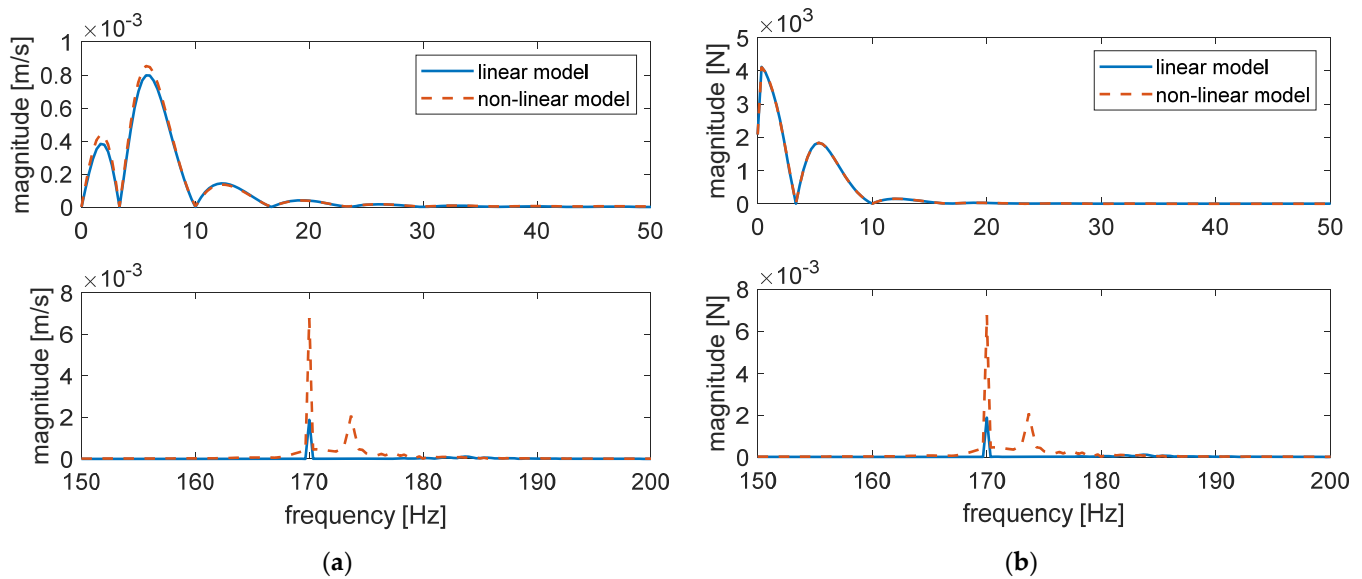 ×10-3
magnitude [m/s]
1
0.8
0.6
0.4
0.2
0
linear model
non-linear model
0 10 20 30 40 50
×10-3
magnitude [m/s]
8
6
4
2
0
150 160 170 180 190 200
frequency [Hz]
(a)
×103
magnitude [N]
5
4
3
2
1
0
linear model
non-linear model
0 10 20 30 40 50
×10-3
magnitude [N]
8
6
4
2
0
150 160 170 180 190 200
frequency [Hz]
(b)